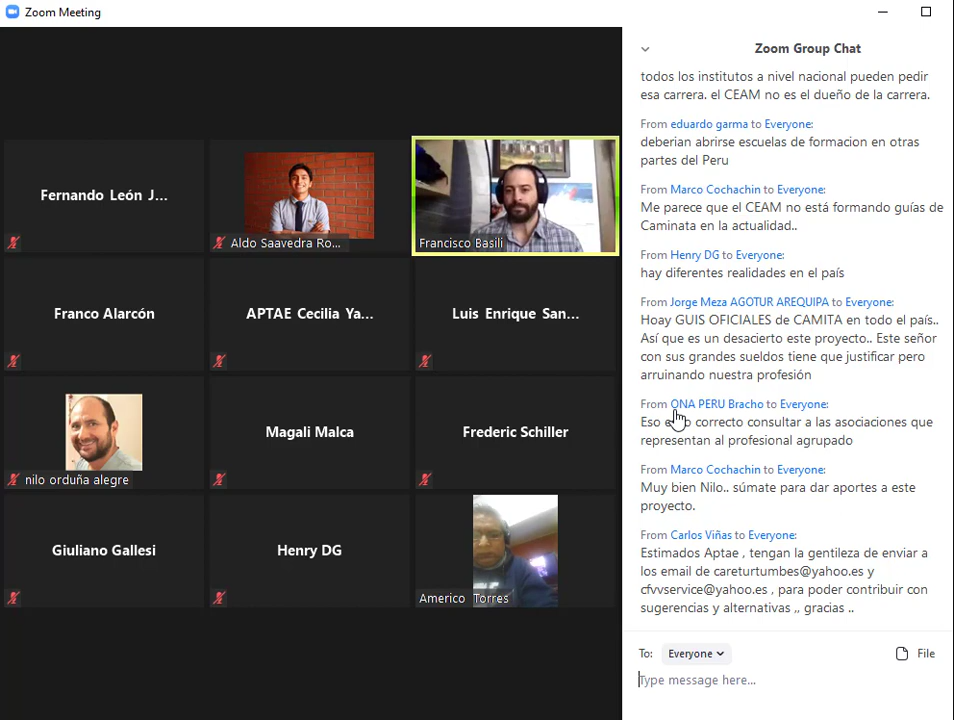 Zoom Meeting
Fernando León J...
Aldo Saavedra Ro...
Francisco Basili
Franco Alarcón
APTAE Cecilia Ya...
Luis Enrique San...
nilo orduña alegre
Magali Malca
Frederic Schiller
Giuliano Gallesi
Henry DG
Americo Torres
Zoom Group Chat
todos los institutos a nivel nacional pueden pedir
esa carrera. el CEAM no es el dueño de la carrera.
From eduardo garma to Everyone:
deberian abrirse escuelas de formacion en otras
partes del Peru
From Marco Cochachin to Everyone:
Me parece que el CEAM no está formando guías de
Caminata en la actualidad..
From Henry DG to Everyone:
hay diferentes realidades en el país
From Jorge Meza AGOTUR AREQUIPA to Everyone:
Hoay GUIS OFICIALES de CAMITA en todo el país..
Así que es un desacierto este proyecto.. Este señor
con sus grandes sueldos tiene que justificar pero
arruinando nuestra profesión
From ONA PERU Bracho to Everyone:
Eso es lo correcto consultar a las asociaciones que
representan al profesional agrupado
From Marco Cochachin to Everyone:
Muy bien Nilo.. súmate para dar aportes a este
proyecto.
From Carlos Viñas to Everyone:
Estimados Aptae , tengan la gentileza de enviar a
los email de careturtumbes@yahoo.es y
cfvvservice@yahoo.es , para poder contribuir con
sugerencias y alternativas ,, gracias ..
To: Everyone File
Type message here...